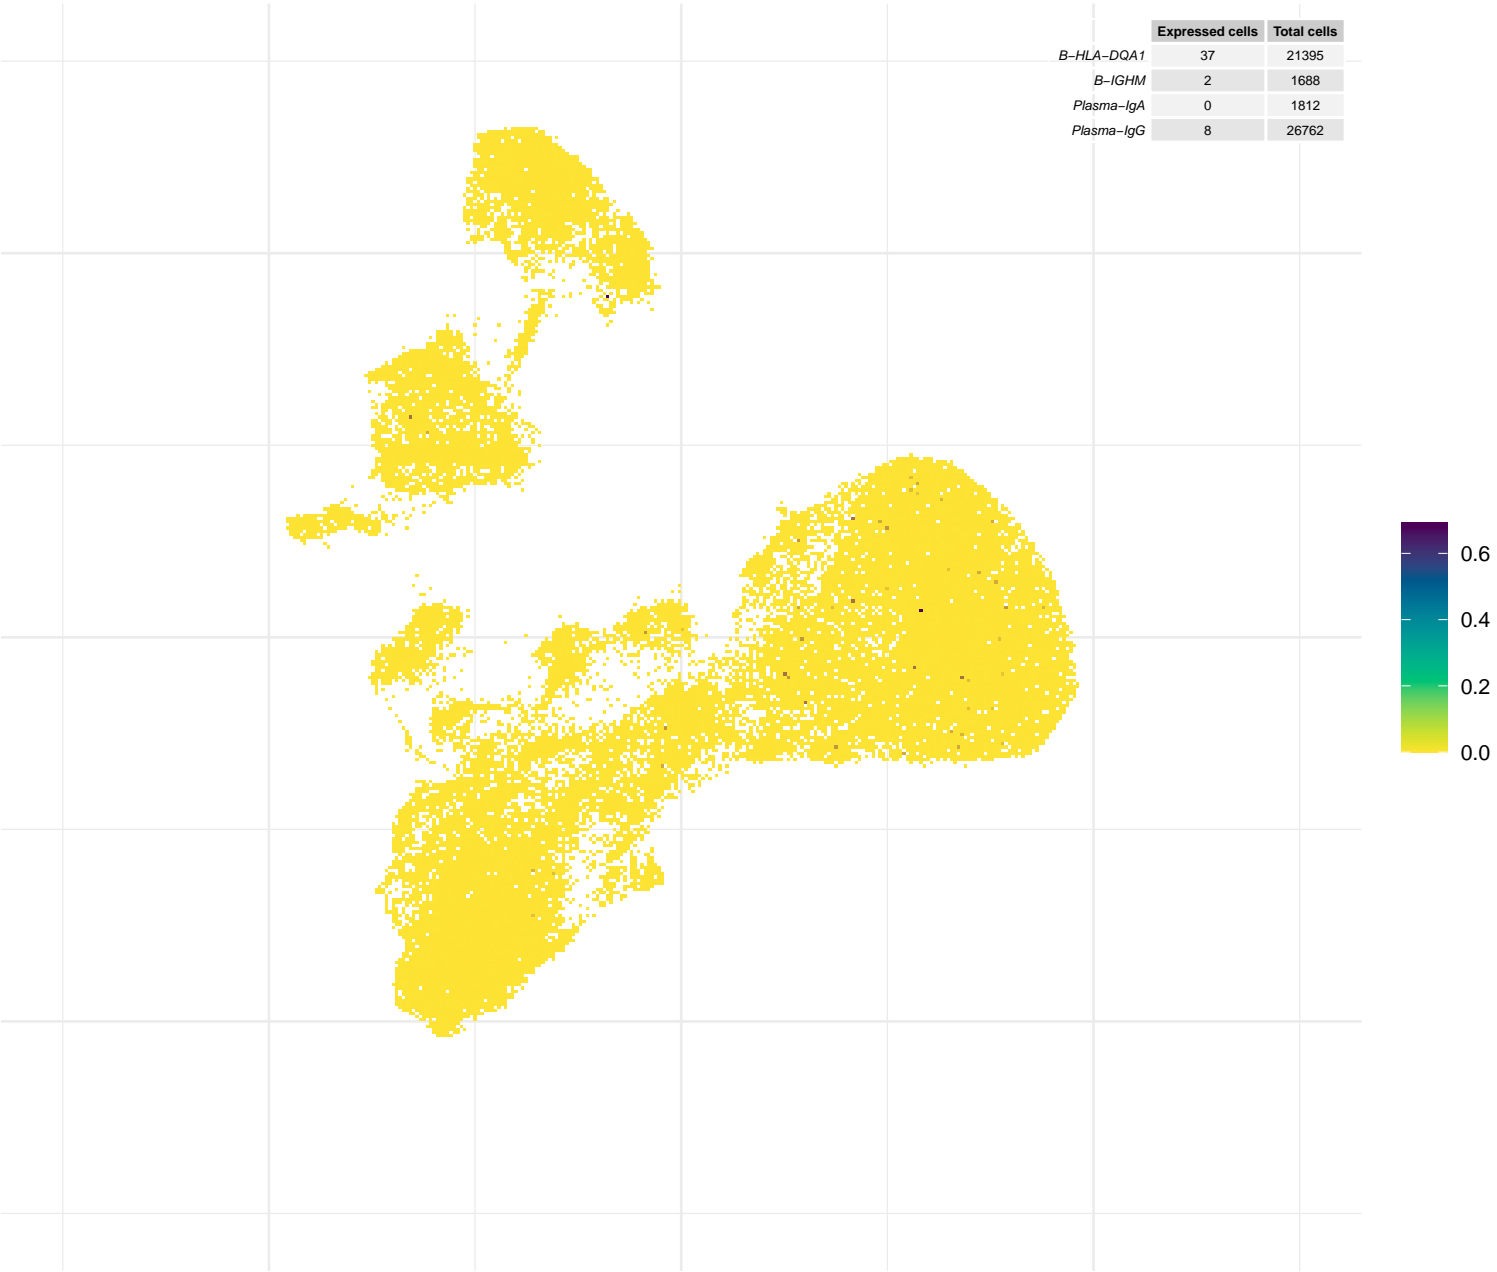 Expressed cells Total cells
B−HLA−DQA1 37 21395
B−IGHM 2 1688
Plasma−IgA 0 1812
Plasma−IgG 8 26762
0.6
0.4
0.2
0.0